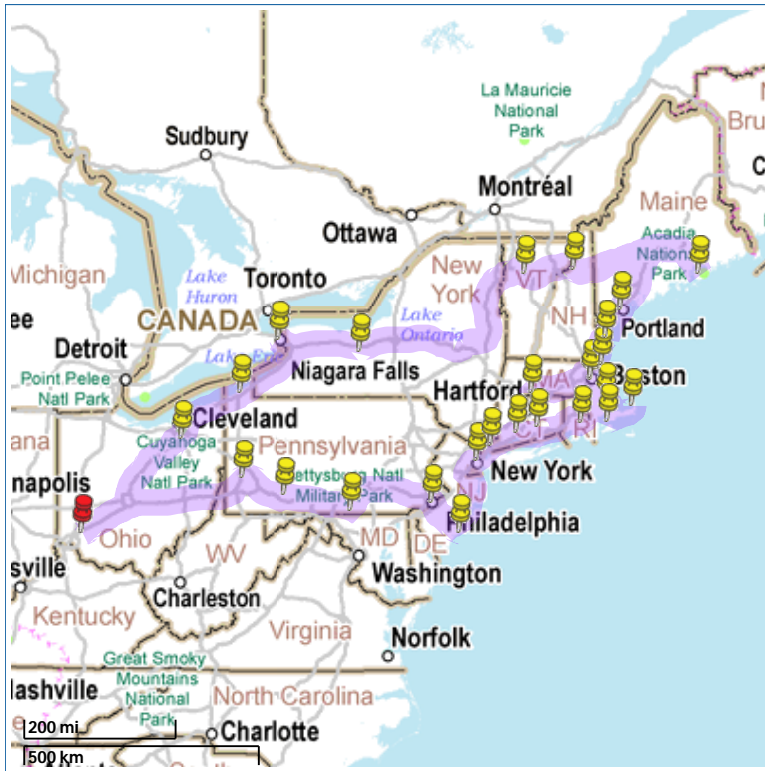 La Mauricie
National
Park
Bru
Sudbury
Montréal
C
Maine
Ottawa
Acadia
National
Park
Michigan
Lake
Huron
Toronto
New
York
VT
ee
CANADA
Lake
Ontario
NH
Portland
Detroit
Lake Erie
Niagara Falls
Point Pelee
Natl Park
Hartford
MA
Boston
Cleveland
CT
RI
ana
Cuyahoga
Valley
Natl Park
Pennsylvania
New York
napolis
Gettysburg Natl
Military Park
NJ
Philadelphia
Ohio
MD
DE
WV
sville
Washington
Charleston
Kentucky
Virginia
Norfolk
Great Smoky
Mountains
National
Park
lashville
North Carolina
e
200 mi
Charlotte
500 km